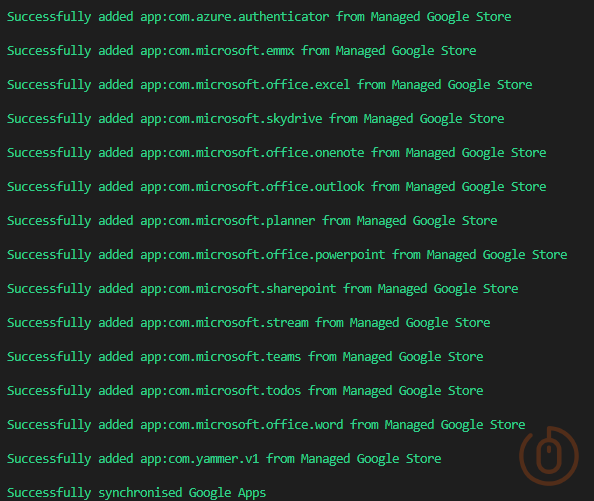 Successfully added app:com.azure.authenticator from Managed Google Store
Successfully added app:com.microsoft.emmx from Managed Google Store
Successfully added app:com.microsoft.office.excel from Managed Google Store
Successfully added app:com.microsoft.skydrive from Managed Google Store
Successfully added app:com.microsoft.office.onenote from Managed Google Store
Successfully added app:com.microsoft.office.outlook from Managed Google Store
Successfully added app:com.microsoft.planner from Managed Google Store
Successfully added app:com.microsoft.office.powerpoint from Managed Google Store
Successfully added app:com.microsoft.sharepoint from Managed Google Store
Successfully added app:com.microsoft.stream from Managed Google Store
Successfully added app:com.microsoft.teams from Managed Google Store
Successfully added app:com.microsoft.todos from Managed Google Store
Successfully added app:com.microsoft.office.word from Managed Google Store
Successfully added app:com.yammer.v1 from Managed Google Store
Successfully synchronised Google Apps